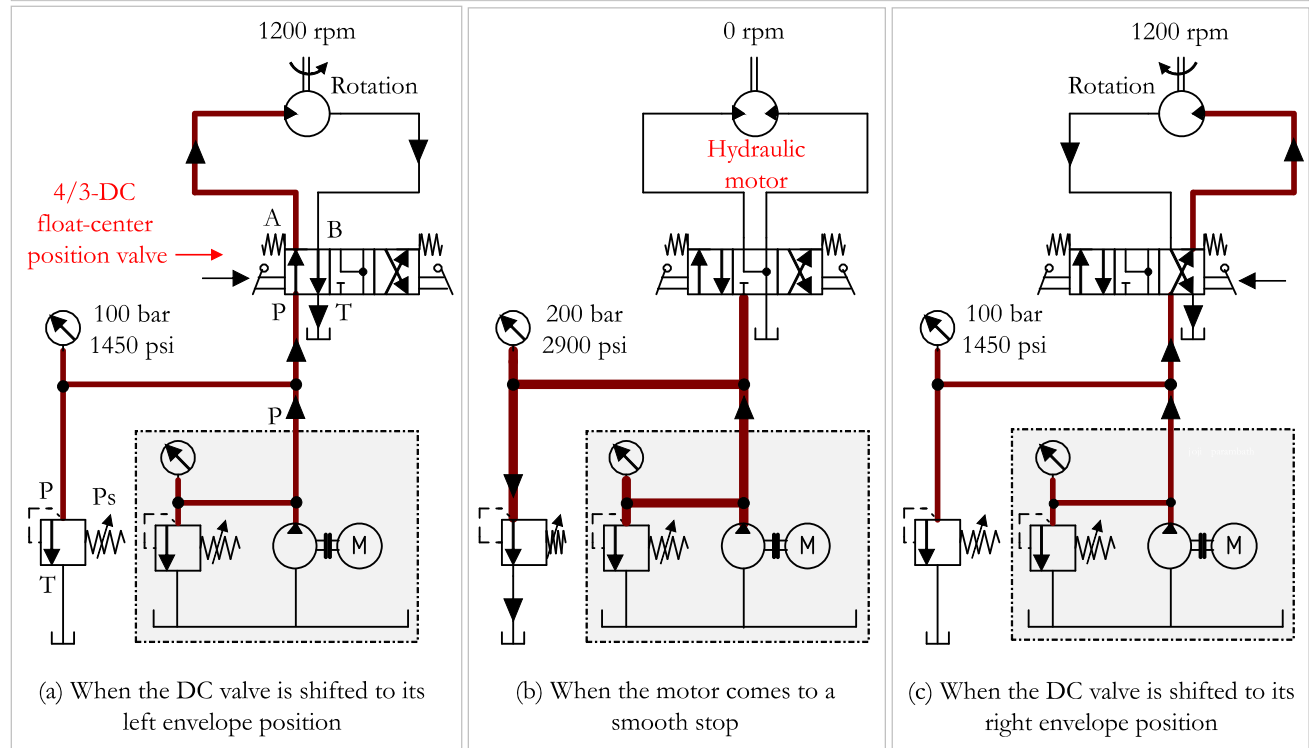 1200 rpm
Rotation
4/3-DC
float-center
position valve
A
B
P
T
100 bar
1450 psi
P
P
Ps
T
M
(a) When the DC valve is shifted to its
left envelope position
0 rpm
Hydraulic
motor
200 bar
2900 psi
M
(b) When the motor comes to a
smooth stop
1200 rpm
Rotation
100 bar
1450 psi
M
(c) When the DC valve is shifted to its
right envelope position